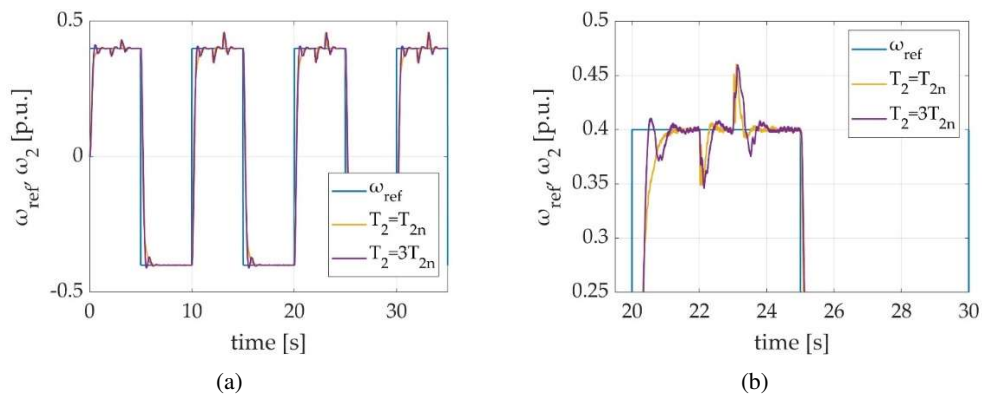 0.5
0
-0.5
ω_ref, ω_2 [p.u.]
ω_ref
T_2=T_2n
T_2=3T_2n
0 10 20 30
time [s]
(a)
0.45
0.4
0.35
0.3
0.25
ω_ref, ω_2 [p.u.]
ω_ref
T_2=T_2n
T_2=3T_2n
20 22 24 26 28 30
time [s]
(b)